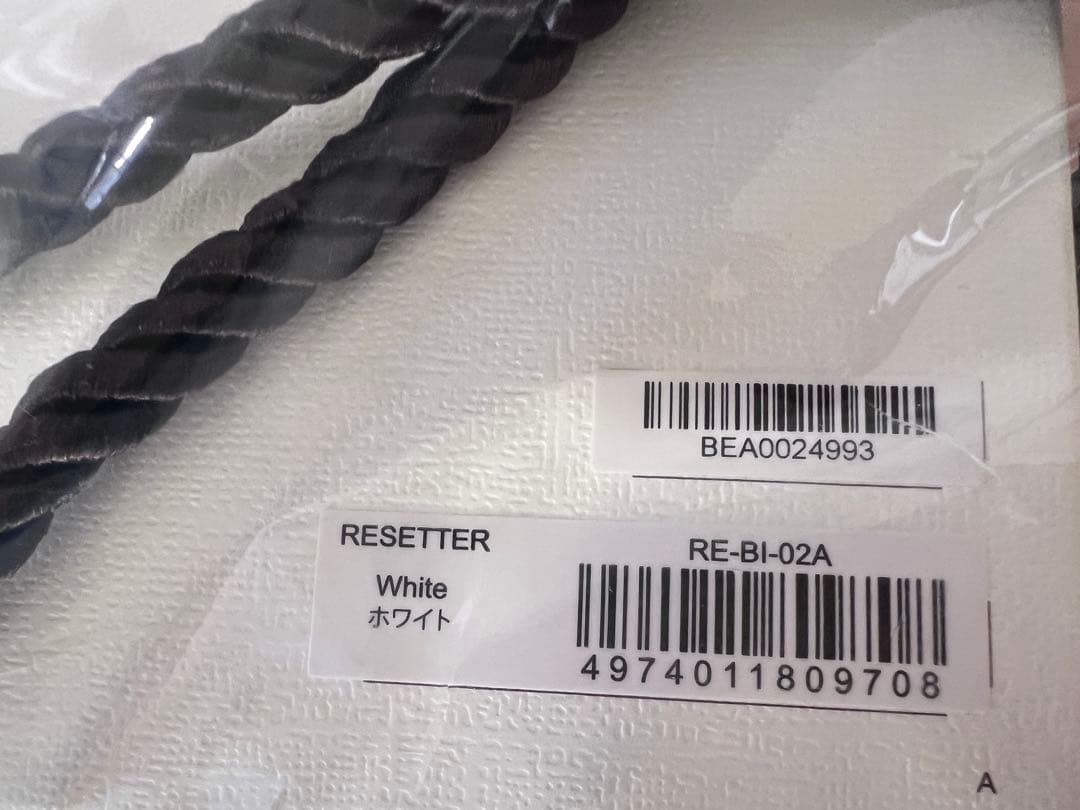 BEA0024993
RESETTER
White
ホワイト
RE-BI-02A
4974011809708
A